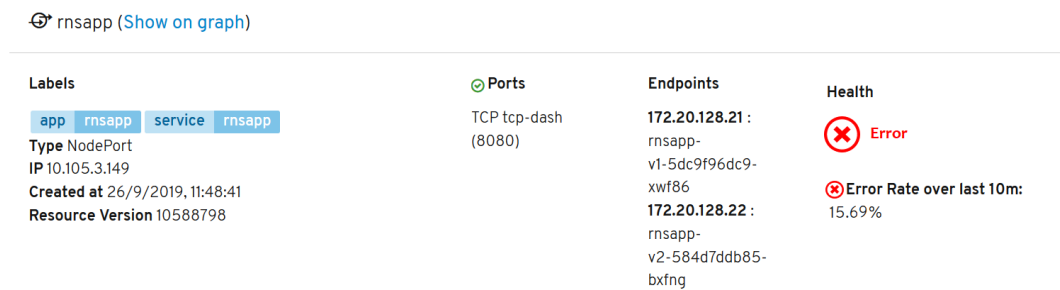 rnsapp (Show on graph)
Labels
app rnsapp service rnsapp
Type NodePort
IP 10.105.3.149
Created at 26/9/2019, 11:48:41
Resource Version 10588798
Ports
TCP tcp-dash
(8080)
Endpoints
172.20.128.21 :
rnsapp-
v1-5dc9f96dc9-
xwf86
172.20.128.22 :
rnsapp-
v2-584d7ddb85-
bxfng
Health
Error
Error Rate over last 10m:
15.69%